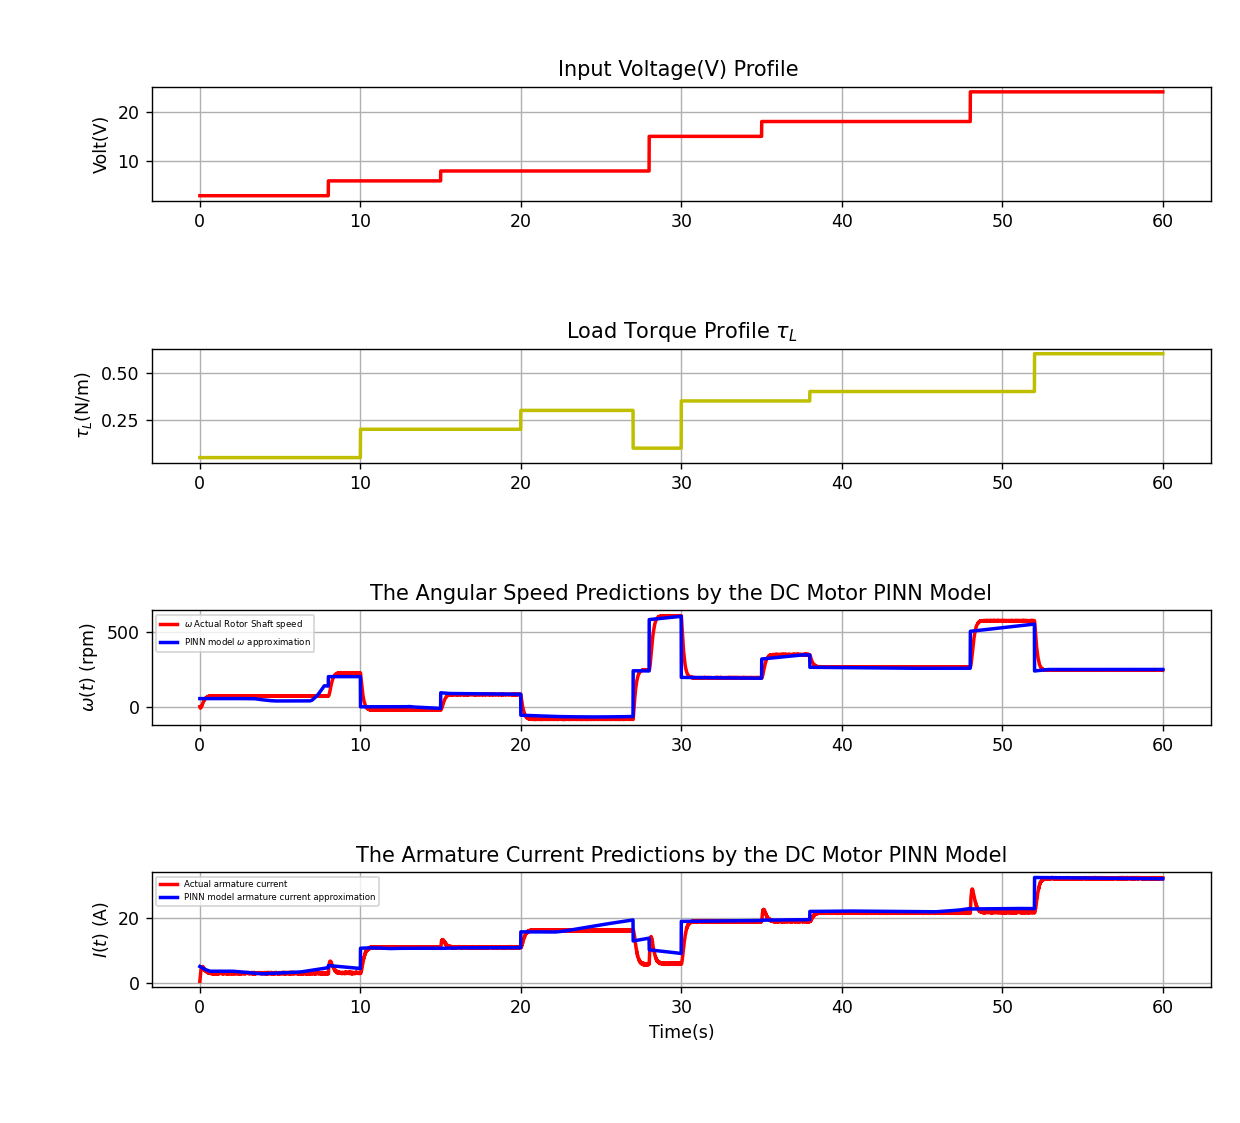 Input Voltage(V) Profile
Volt(V)
20
10
0 10 20 30 40 50 60
Load Torque Profile τL
τL(N/m)
0.50
0.25
0 10 20 30 40 50 60
The Angular Speed Predictions by the DC Motor PINN Model
ω(t) (rpm)
500
0
ω Actual Rotor Shaft speed
PINN model ω approximation
0 10 20 30 40 50 60
The Armature Current Predictions by the DC Motor PINN Model
I(t) (A)
20
0
Actual armature current
PINN model armature current approximation
0 10 20 30 40 50 60
Time(s)